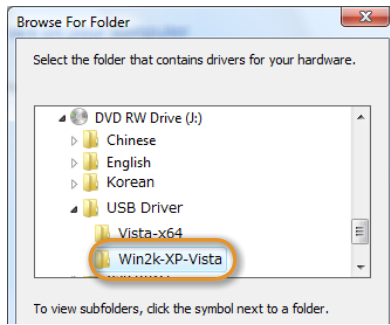 Browse For Folder
Select the folder that contains drivers for your hardware.
DVD RW Drive (J:)
Chinese
English
Korean
USB Driver
Vista-x64
Win2k-XP-Vista
To view subfolders, click the symbol next to a folder.